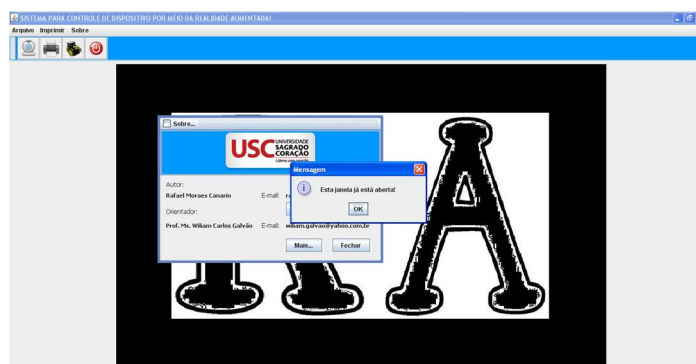 SISTEMA PARA CONTROLE DE DISPOSITIVO POR MEIO DA REALIDADE ALIMENTADA!
Arquivo Imprimir Sobre
Sobre...
USC UNIVERSIDADE
SAGRADO
CORAÇÃO
Mensagem
Esta janela já está aberta!
OK
Autor:
Rafael Moraes Canarin E-mail:
Orientador:
Prof. Ms. Wiliam Carlos Galvão E-mail: wiliam.galvao@yahoo.com.br
Mais... Fechar
A